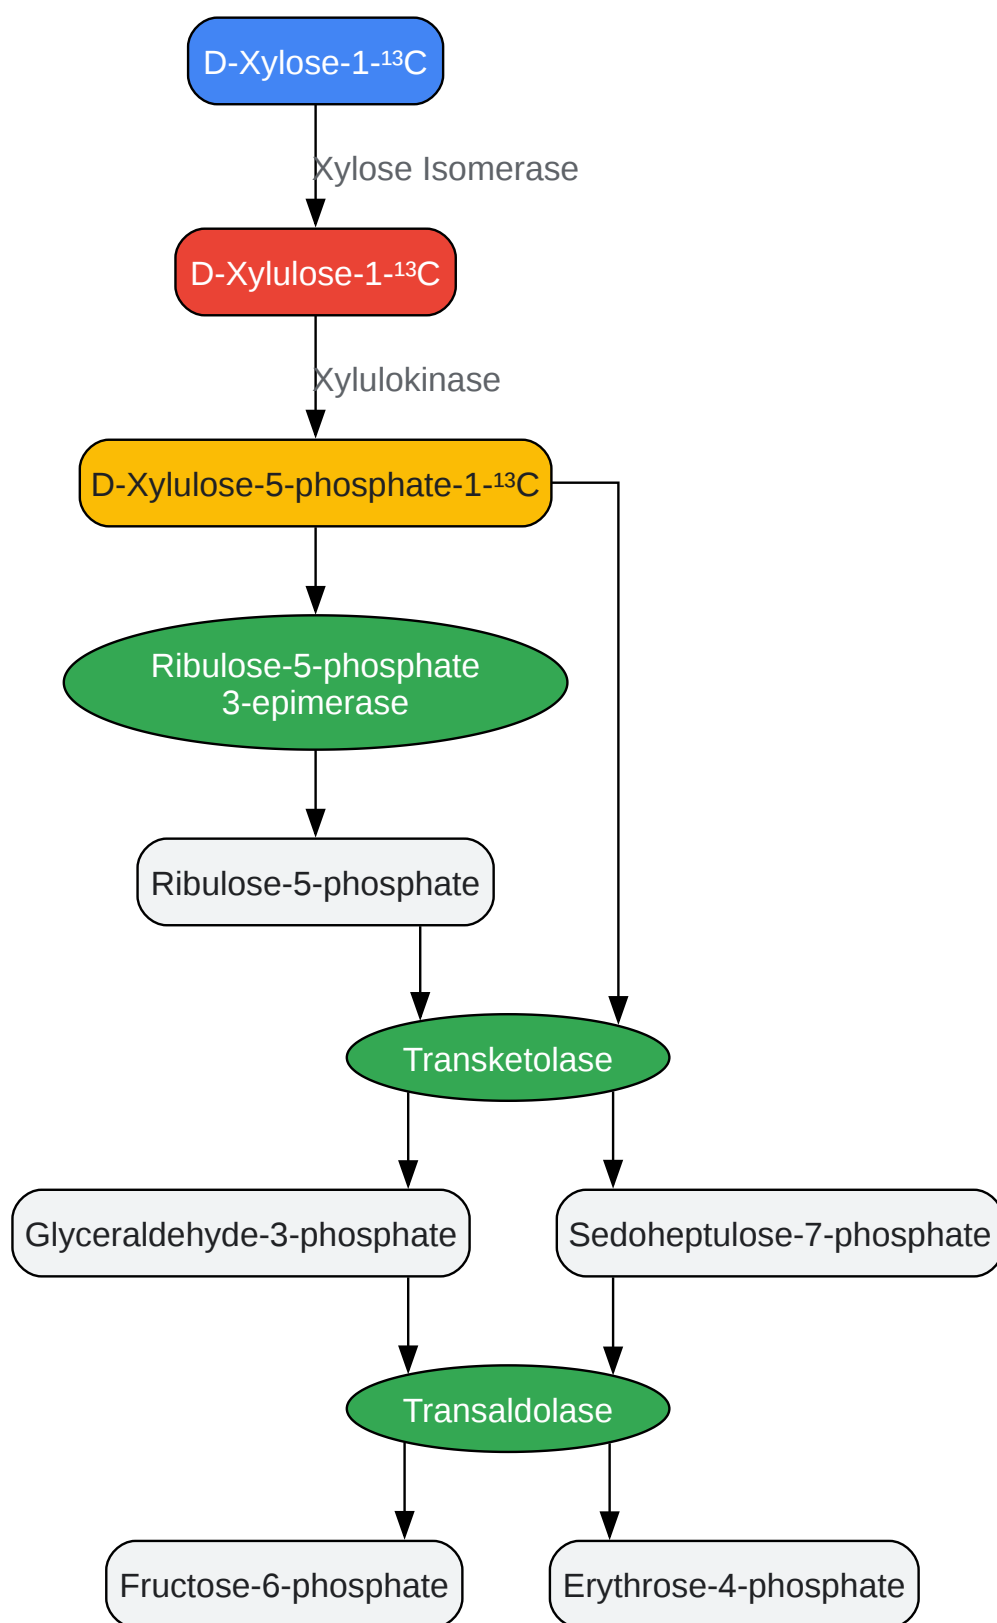 D-Xylose-1-¹³C
Xylose Isomerase
D-Xylulose-1-¹³C
Xylulokinase
D-Xylulose-5-phosphate-1-¹³C
Ribulose-5-phosphate
3-epimerase
Ribulose-5-phosphate
Transketolase
Glyceraldehyde-3-phosphate
Sedoheptulose-7-phosphate
Transaldolase
Fructose-6-phosphate
Erythrose-4-phosphate